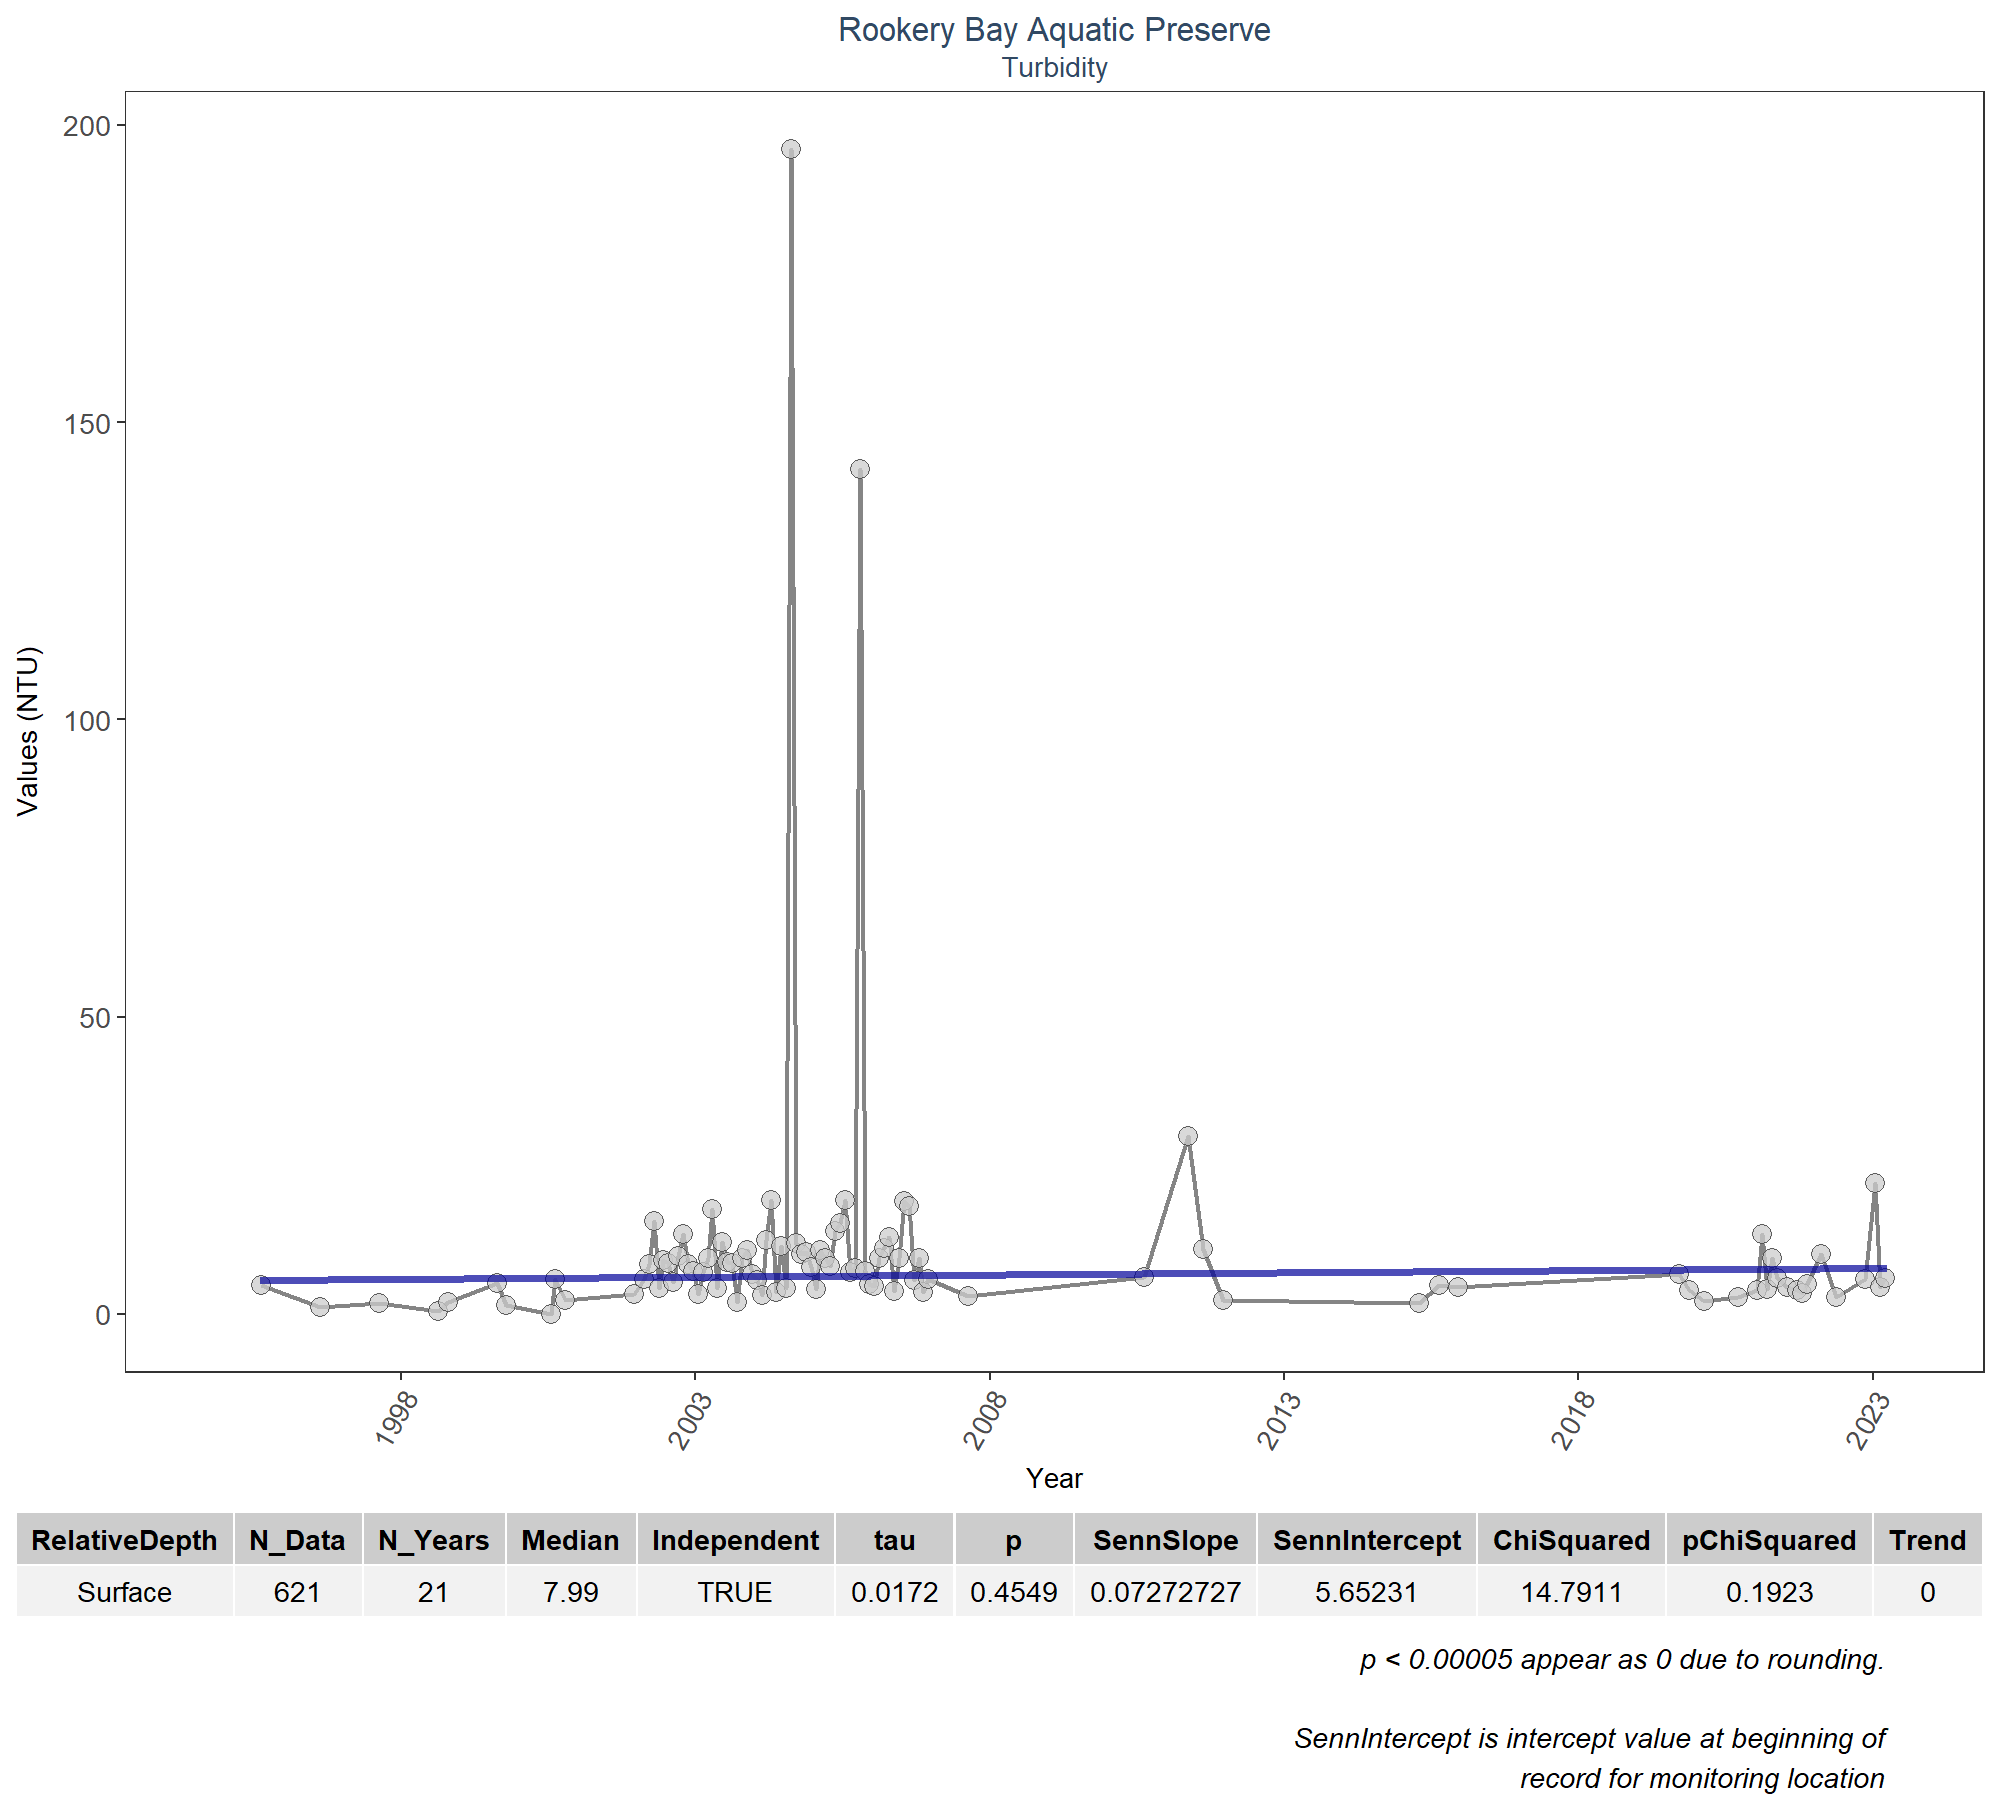 Rookery Bay Aquatic Preserve
Turbidity
Values (NTU)
200
150
100
50
0
1998 2003 2008 2013 2018 2023
Year
RelativeDepth N_Data N_Years Median Independent tau p SennSlope SennIntercept ChiSquared pChiSquared Trend
Surface 621 21 7.99 TRUE 0.0172 0.4549 0.07272727 5.65231 14.7911 0.1923 0
p < 0.00005 appear as 0 due to rounding.
SennIntercept is intercept value at beginning of
record for monitoring location